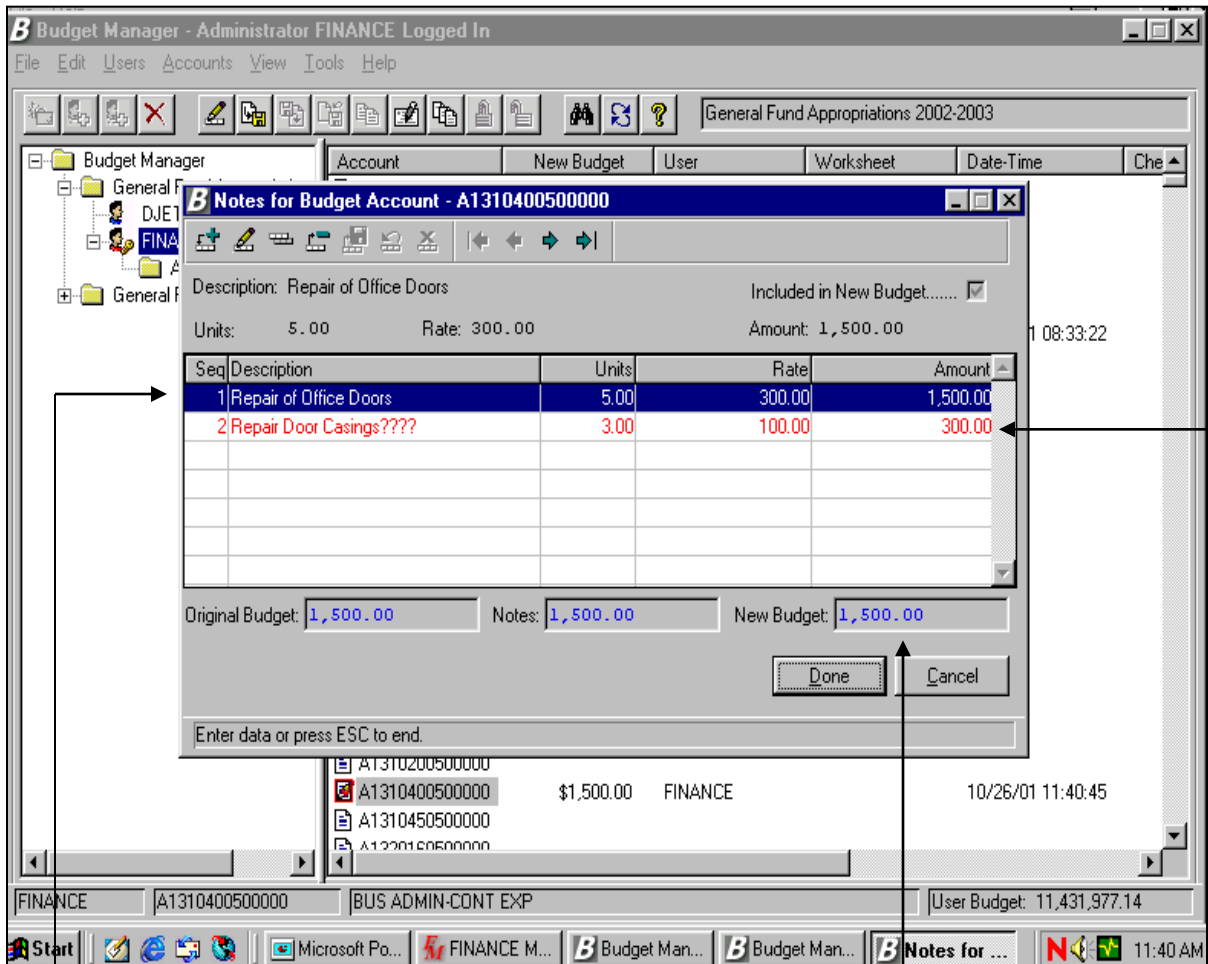 Budget Manager - Administrator FINANCE Logged In
File Edit Users Accounts View Tools Help
General Fund Appropriations 2002-2003
Budget Manager
Account New Budget User Worksheet Date-Time Che
General F
DJET
FINA
A
General F
1 08:33:22
Notes for Budget Account - A1310400500000
Description: Repair of Office Doors Included in New Budget.......
Units: 5.00 Rate: 300.00 Amount: 1,500.00
Seq Description Units Rate Amount
1 Repair of Office Doors 5.00 300.00 1,500.00
2 Repair Door Casings???? 3.00 100.00 300.00
Original Budget: 1,500.00 Notes: 1,500.00 New Budget: 1,500.00
Done Cancel
Enter data or press ESC to end.
A1310200500000
A1310400500000 $1,500.00 FINANCE 10/26/01 11:40:45
A1310450500000
A1320160500000
FINANCE A1310400500000 BUS ADMIN-CONT EXP User Budget: 11,431,977.14
Start Microsoft Po... FINANCE M... Budget Man... Budget Man... Notes for ... 11:40 AM